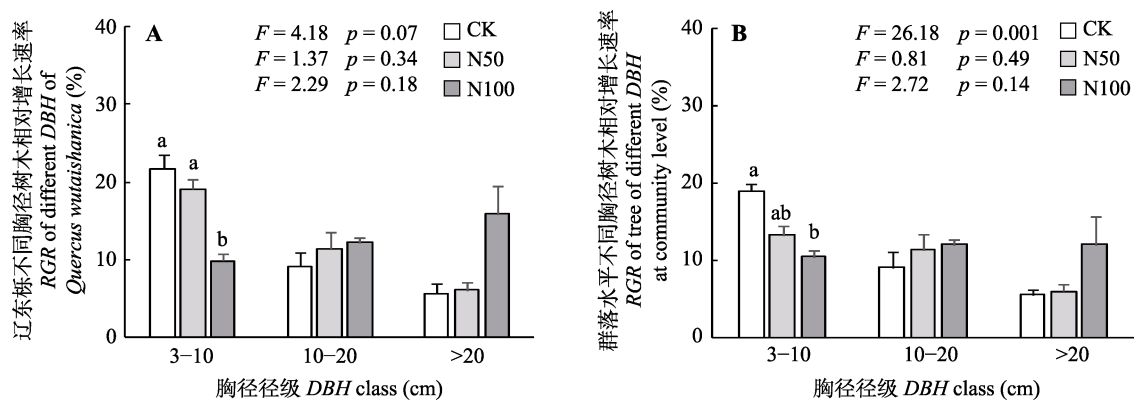 辽东栎不同胸径树木相对增长速率
RGR of different DBH of
Quercus wutaishanica (%)
40
30
20
10
0
A
F = 4.18 p = 0.07
F = 1.37 p = 0.34
F = 2.29 p = 0.18
CK
N50
N100
a
a
b
3−10
10−20
>20
胸径径级 DBH class (cm)
群落水平不同胸径树木相对增长速率
RGR of tree of different DBH
at community level (%)
40
30
20
10
0
B
F = 26.18 p = 0.001
F = 0.81 p = 0.49
F = 2.72 p = 0.14
CK
N50
N100
a
ab
b
3−10
10−20
>20
胸径径级 DBH class (cm)